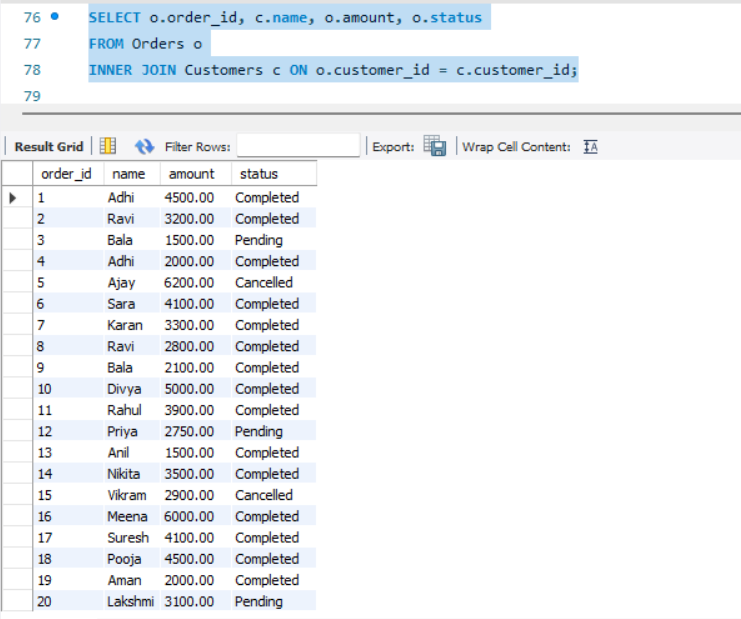 76 SELECT o.order_id, c.name, o.amount, o.status
77 FROM Orders o
78 INNER JOIN Customers c ON o.customer_id = c.customer_id;
79
Result Grid Filter Rows: Export: Wrap Cell Content: IA
order_id name amount status
1 Adhi 4500.00 Completed
2 Ravi 3200.00 Completed
3 Bala 1500.00 Pending
4 Adhi 2000.00 Completed
5 Ajay 6200.00 Cancelled
6 Sara 4100.00 Completed
7 Karan 3300.00 Completed
8 Ravi 2800.00 Completed
9 Bala 2100.00 Completed
10 Divya 5000.00 Completed
11 Rahul 3900.00 Completed
12 Priya 2750.00 Pending
13 Anil 1500.00 Completed
14 Nikita 3500.00 Completed
15 Vikram 2900.00 Cancelled
16 Meena 6000.00 Completed
17 Suresh 4100.00 Completed
18 Pooja 4500.00 Completed
19 Aman 2000.00 Completed
20 Lakshmi 3100.00 Pending